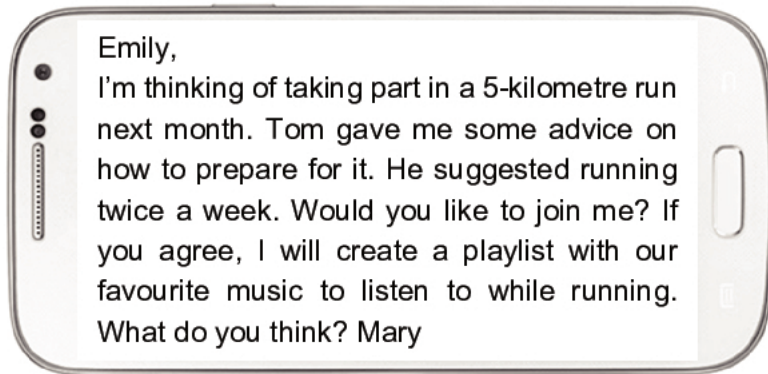 Emily,
I'm thinking of taking part in a 5-kilometre run
next month. Tom gave me some advice on
how to prepare for it. He suggested running
twice a week. Would you like to join me? If
you agree, I will create a playlist with our
favourite music to listen to while running.
What do you think? Mary